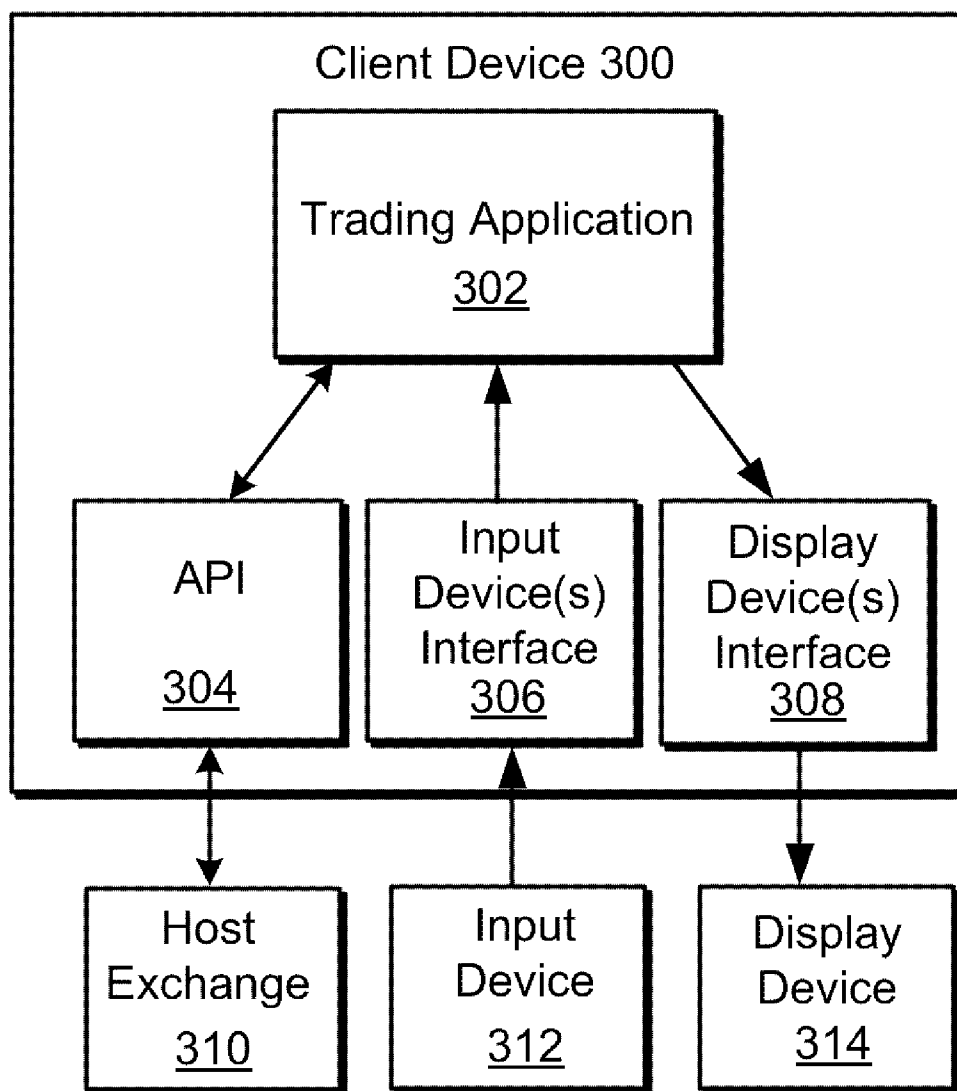 Client Device 300
Trading Application
302
API
304
Input
Device(s)
Interface
306
Display
Device(s)
Interface
308
Host
Exchange
310
Input
Device
312
Display
Device
314